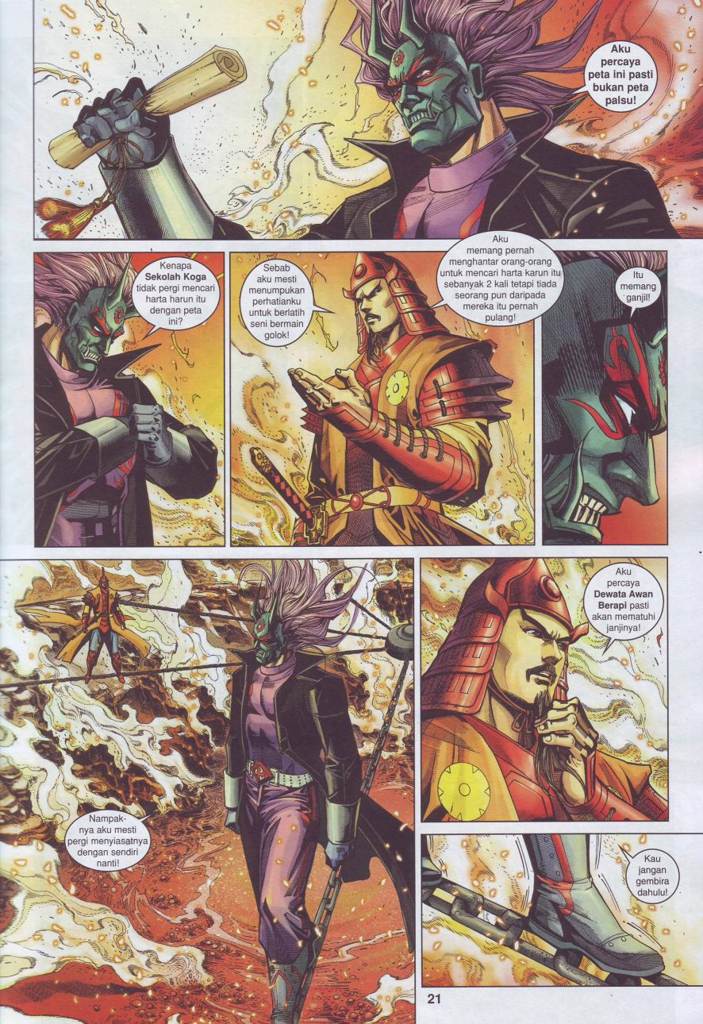 Aku
percaya
peta ini pasti
bukan peta
palsu!
Kenapa
Sekolah Koga
tidak pergi mencari
harta harun itu
dengan peta
ini?
Sebab
aku mesti
menumpukan
perhatianku
untuk berlatih
seni bermain
golok!
Aku
memang pernah
menghantar orang-orang
untuk mencari harta karun itu
sebanyak 2 kali tetapi tiada
seorang pun daripada
mereka itu pernah
pulang!
Itu
memang
ganjil!
Nampak-
nya aku mesti
pergi menyiasatnya
dengan sendiri
nanti!
Aku
percaya
Dewata Awan
Berapi pasti
akan mematuhi
janjinya!
Kau
jangan
gembira
dahulu!
21